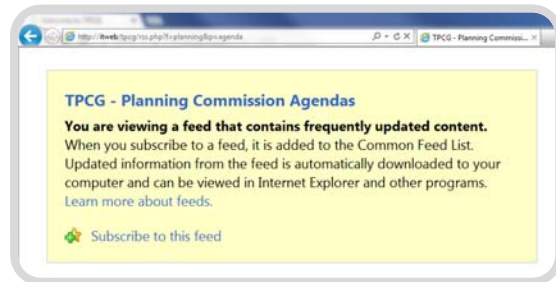 http://itweb/tpcg/rss.php?f=planning&p=agenda
TPCG - Planning Commissi...
TPCG - Planning Commission Agendas
You are viewing a feed that contains frequently updated content.
When you subscribe to a feed, it is added to the Common Feed List.
Updated information from the feed is automatically downloaded to your
computer and can be viewed in Internet Explorer and other programs.
Learn more about feeds.
Subscribe to this feed